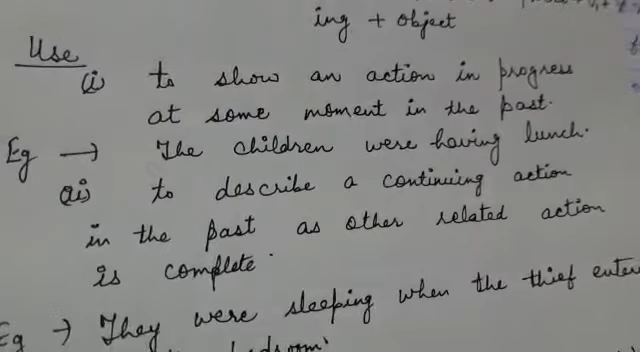 ing + object
Use
(i) to show an action in progress
at some moment in the past.
Eg → The children were having lunch.
(ii) to describe a continuing action
in the past as other related action
is complete.
Eg → They were sleeping when the thief enter
bedroom.